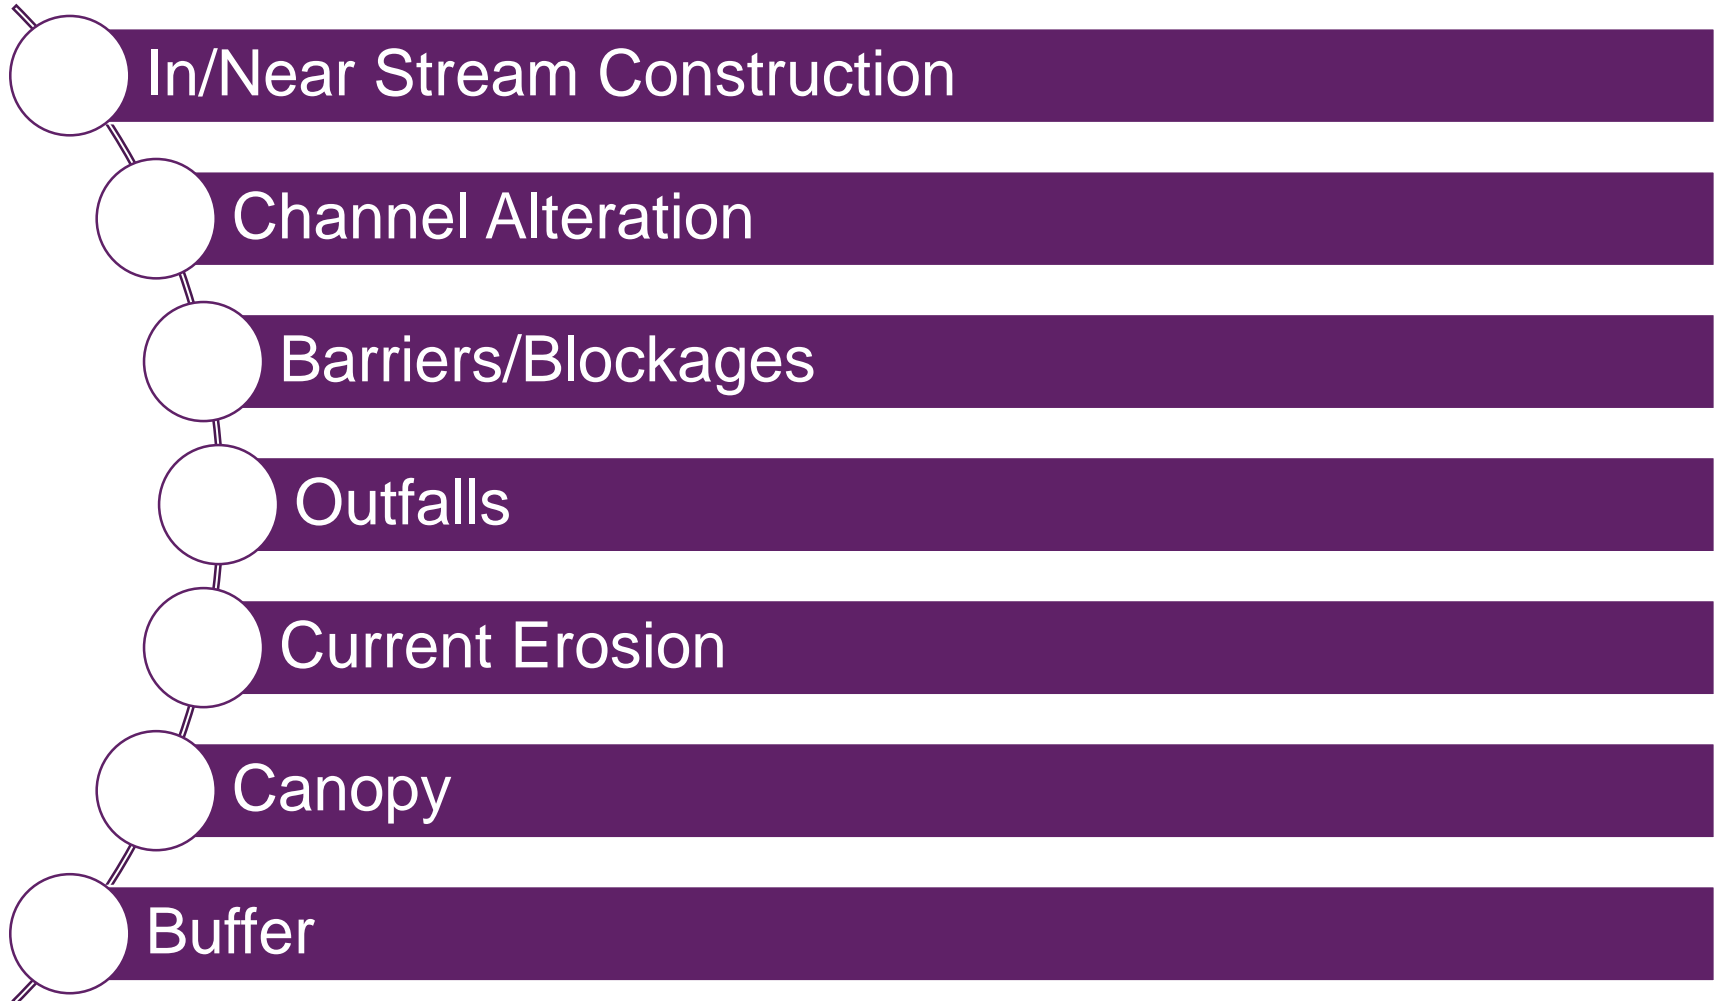 In/Near Stream Construction
Channel Alteration
Barriers/Blockages
Outfalls
Current Erosion
Canopy
Buffer